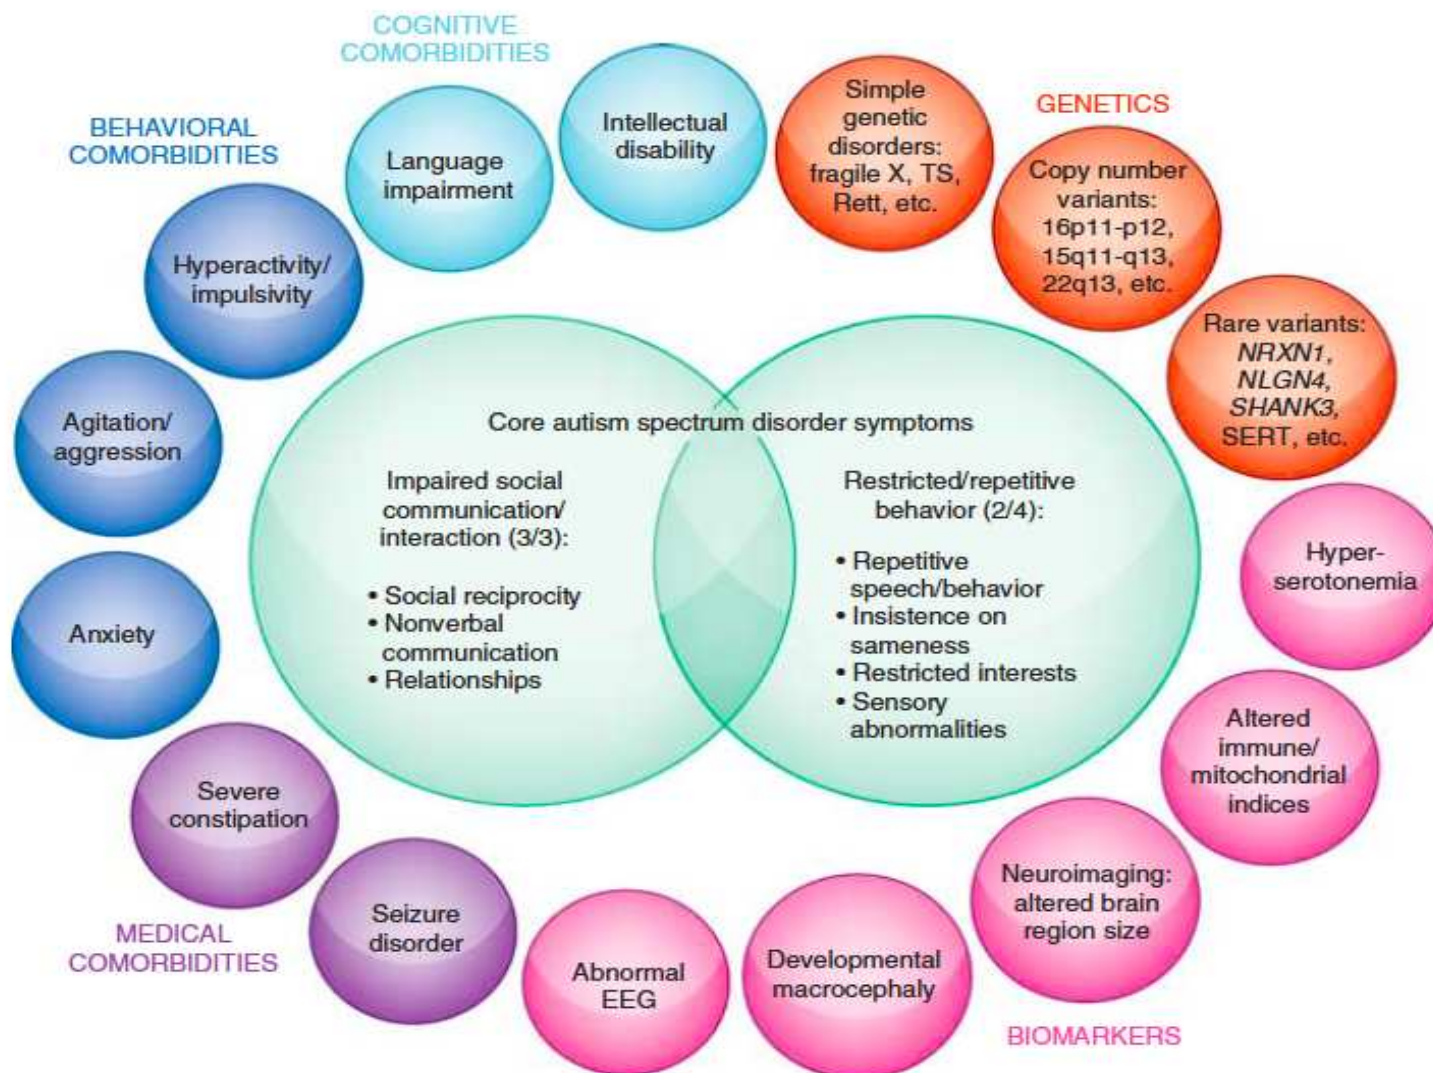 COGNITIVE
COMORBIDITIES
Language
impairment
Intellectual
disability
GENETICS
Simple
genetic
disorders:
fragile X, TS,
Rett, etc.
Copy number
variants:
16p11-p12,
15q11-q13,
22q13, etc.
Rare variants:
NRXN1,
NLGN4,
SHANK3,
SERT, etc.
BEHAVIORAL
COMORBIDITIES
Hyperactivity/
impulsivity
Agitation/
aggression
Anxiety
Core autism spectrum disorder symptoms
Impaired social
communication/
interaction (3/3):
• Social reciprocity
• Nonverbal
communication
• Relationships
Restricted/repetitive
behavior (2/4):
• Repetitive
speech/behavior
• Insistence on
sameness
• Restricted interests
• Sensory
abnormalities
Hyper-
serotonemia
Altered
immune/
mitochondrial
indices
Neuroimaging:
altered brain
region size
Developmental
macrocephaly
Abnormal
EEG
BIOMARKERS
Severe
constipation
Seizure
disorder
MEDICAL
COMORBIDITIES